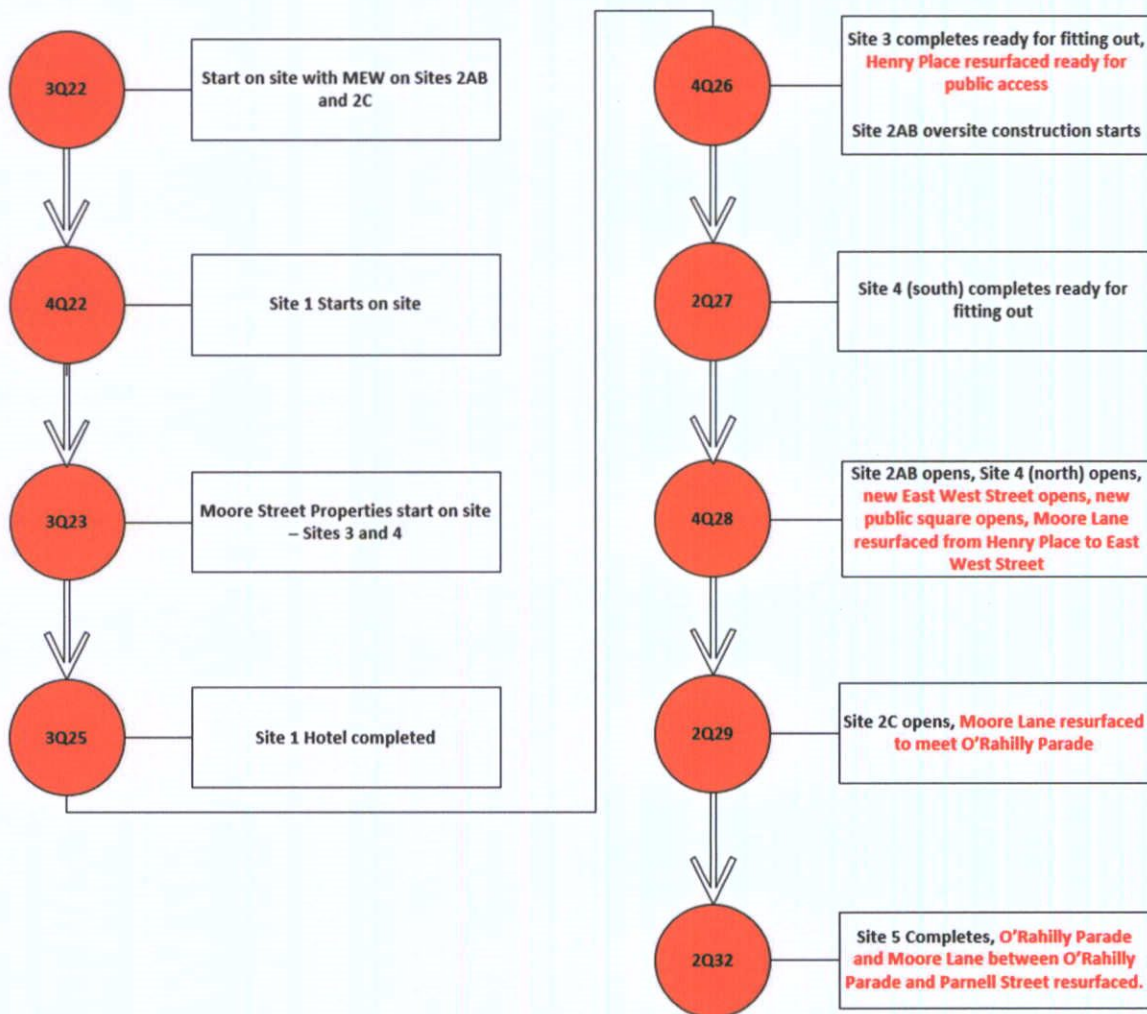 3Q22
Start on site with MEW on Sites 2AB
and 2C
4Q22
Site 1 Starts on site
3Q23
Moore Street Properties start on site
– Sites 3 and 4
3Q25
Site 1 Hotel completed
4Q26
Site 3 completes ready for fitting out,
Henry Place resurfaced ready for
public access
Site 2AB oversite construction starts
2Q27
Site 4 (south) completes ready for
fitting out
4Q28
Site 2AB opens, Site 4 (north) opens,
new East West Street opens, new
public square opens, Moore Lane
resurfaced from Henry Place to East
West Street
2Q29
Site 2C opens, Moore Lane resurfaced
to meet O’Rahilly Parade
2Q32
Site 5 Completes, O’Rahilly Parade
and Moore Lane between O’Rahilly
Parade and Parnell Street resurfaced.